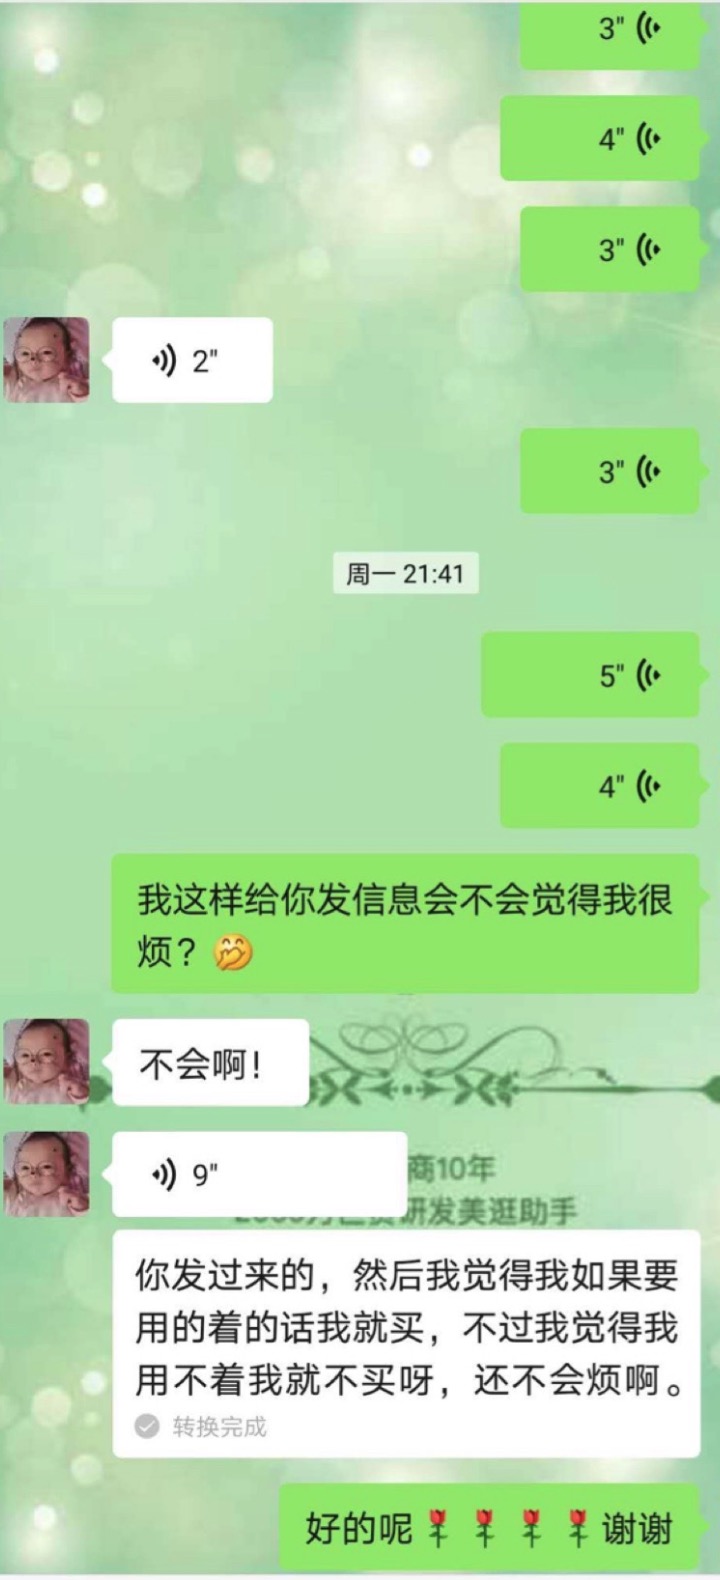 3"
4"
3"
2"
3"
周一 21:41
5"
4"
我这样给你发信息会不会觉得我很
烦？🤭
不会啊！
9"
商10年
研发美逛助手
你发过来的，然后我觉得我如果要
用的着的话我就买，不过我觉得我
用不着我就不买呀，还不会烦啊。
转换完成
好的呢🌹🌹🌹🌹谢谢